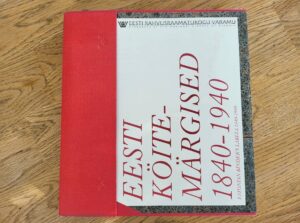 EESTI RAHVUSRAAMATUKOGU VARAMU
EESTI
KÖITE-
MÄRGISED
1840-1940